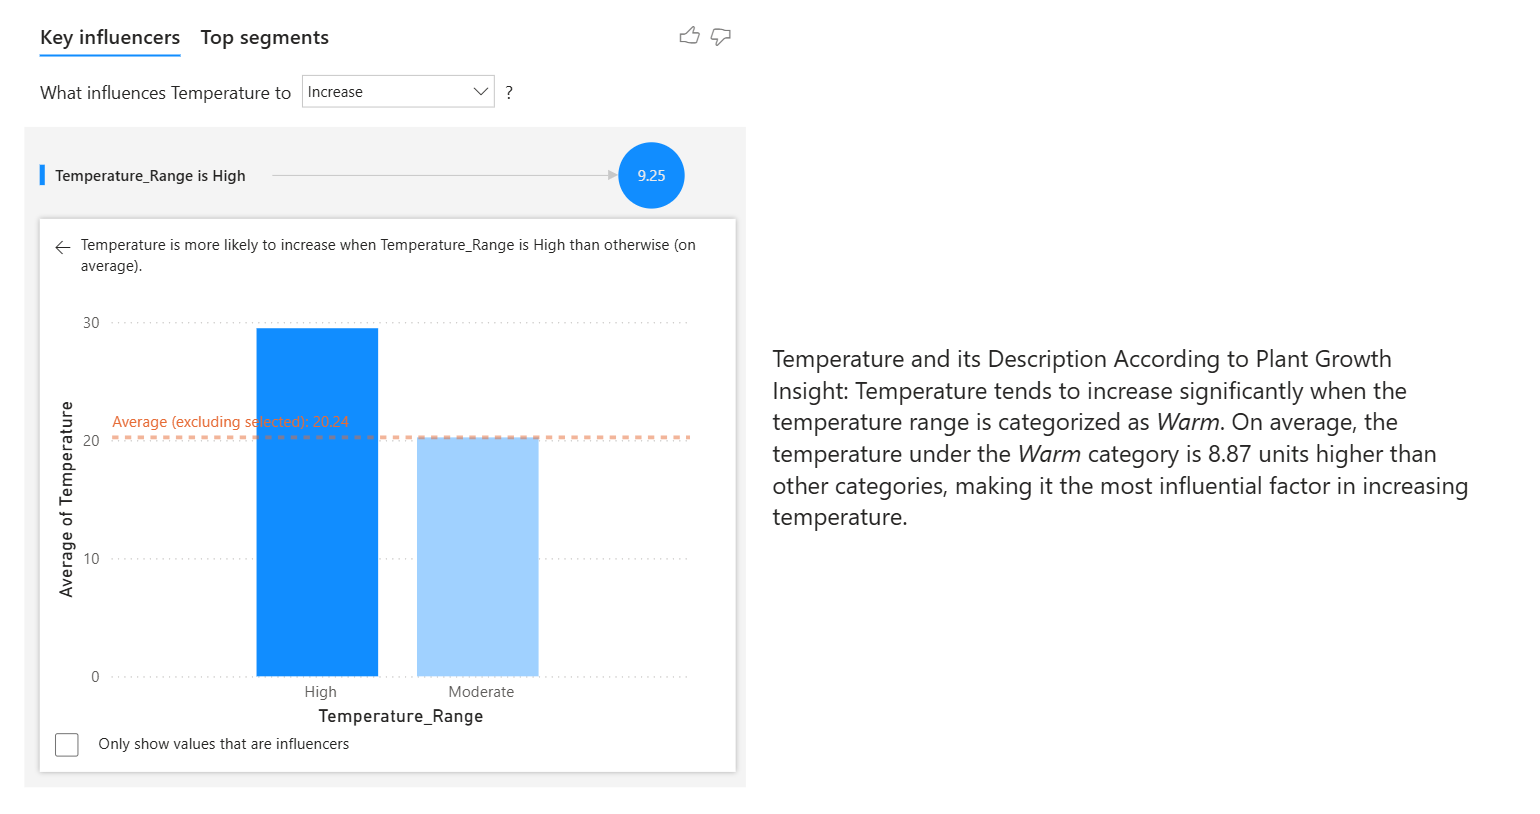 Key influencers Top segments
What influences Temperature to Increase ?
Temperature_Range is High 9.25
Temperature is more likely to increase when Temperature_Range is High than otherwise (on
average).
30
Average (excluding selected): 20.24
20
10
0
Average of Temperature
High Moderate
Temperature_Range
Only show values that are influencers
Temperature and its Description According to Plant Growth
Insight: Temperature tends to increase significantly when the
temperature range is categorized as Warm. On average, the
temperature under the Warm category is 8.87 units higher than
other categories, making it the most influential factor in increasing
temperature.